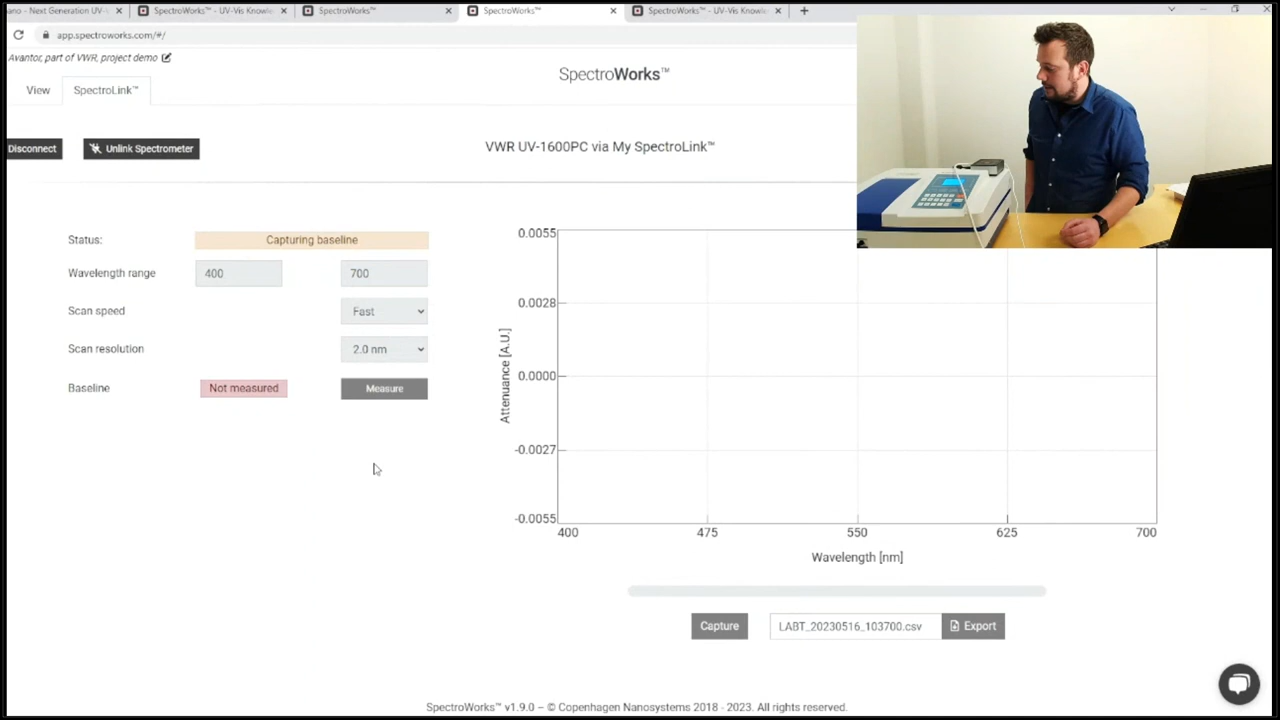 ano - Next Generation UV-V
SpectroWorks™ - UV-Vis Knowle
SpectroWorks™
SpectroWorks™
SpectroWorks™ - UV-Vis Knowle
app.spectroworks.com/#/
Avantor, part of VWR, project demo
SpectroWorks™
View
SpectroLink™
Disconnect
Unlink Spectrometer
VWR UV-1600PC via My SpectroLink™
Status:
Capturing baseline
Wavelength range
400
700
Scan speed
Fast
Scan resolution
2.0 nm
Baseline
Not measured
Measure
Attenuance [A.U.]
0.0055
0.0028
0.0000
-0.0027
-0.0055
400
475
550
625
700
Wavelength [nm]
Capture
LABT_20230516_103700.csv
Export
SpectroWorks™ v1.9.0 – © Copenhagen Nanosystems 2018 - 2023. All rights reserved.